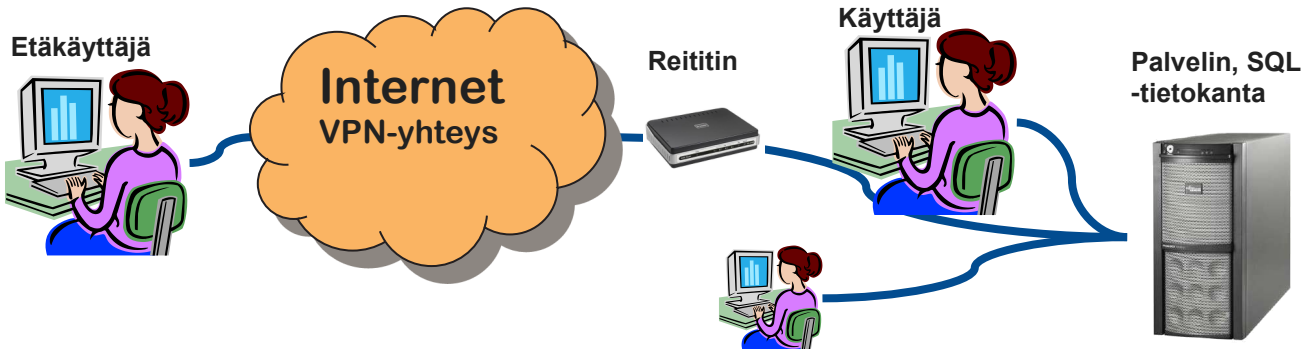 Etäkäyttäjä
Internet
VPN-yhteys
Reititin
Käyttäjä
Palvelin, SQL
-tietokanta